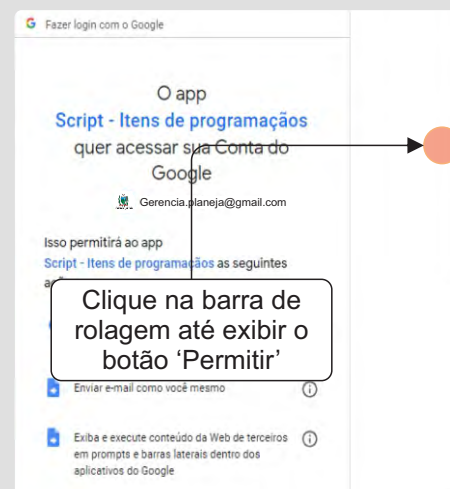 Fazer login com o Google
O app
Script - Itens de programaçãos
quer acessar sua Conta do
Google
Gerencia.planeja@gmail.com
Isso permitirá ao app
Script - Itens de programaçãos as seguintes
Clique na barra de
rolagem até exibir o
botão ‘Permitir’
Enviar e-mail como você mesmo
Exiba e execute conteúdo da Web de terceiros
em prompts e barras laterais dentro dos
aplicativos do Google